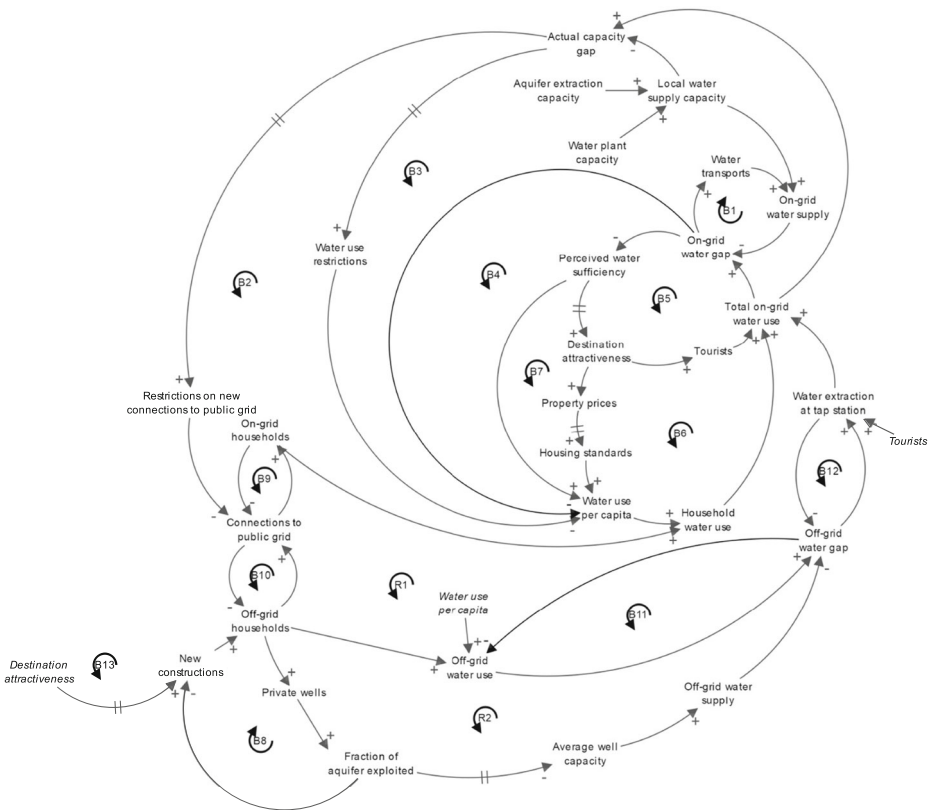 Actual capacity
gap
+
-
Aquifer extraction
capacity
+
Local water
supply capacity
+
Water plant
capacity
B3
Water
transports
+
+
+
B1
On-grid
water supply
+
Water use
restrictions
-
On-grid
water gap
-
+
Perceived water
sufficiency
B2
B4
B5
Total on-grid
water use
+
+
+
+
Destination
attractiveness
Tourists
+
B7
+
Property prices
+
Restrictions on new
connections to public grid
Water extraction
at tap station
+
+
Tourists
On-grid
households
+
B6
+
Housing standards
B9
B12
-
+
+
-
Water use
per capita
-
+
+
Household
water use
-
-
Connections to
public grid
Off-grid
water gap
+
-
+
B10
R1
Water use
per capita
B11
-
Off-grid
households
+
+-
+
Off-grid
water use
B13
Destination
attractiveness
New
constructions
+
-
+
Private wells
Off-grid water
supply
+
R2
B8
+
Average well
capacity
-
Fraction of
aquifer exploited